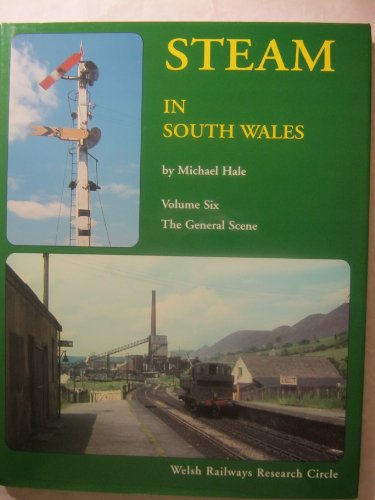 STEAM
IN
SOUTH WALES
by Michael Hale
Volume Six
The General Scene
Welsh Railways Research Circle